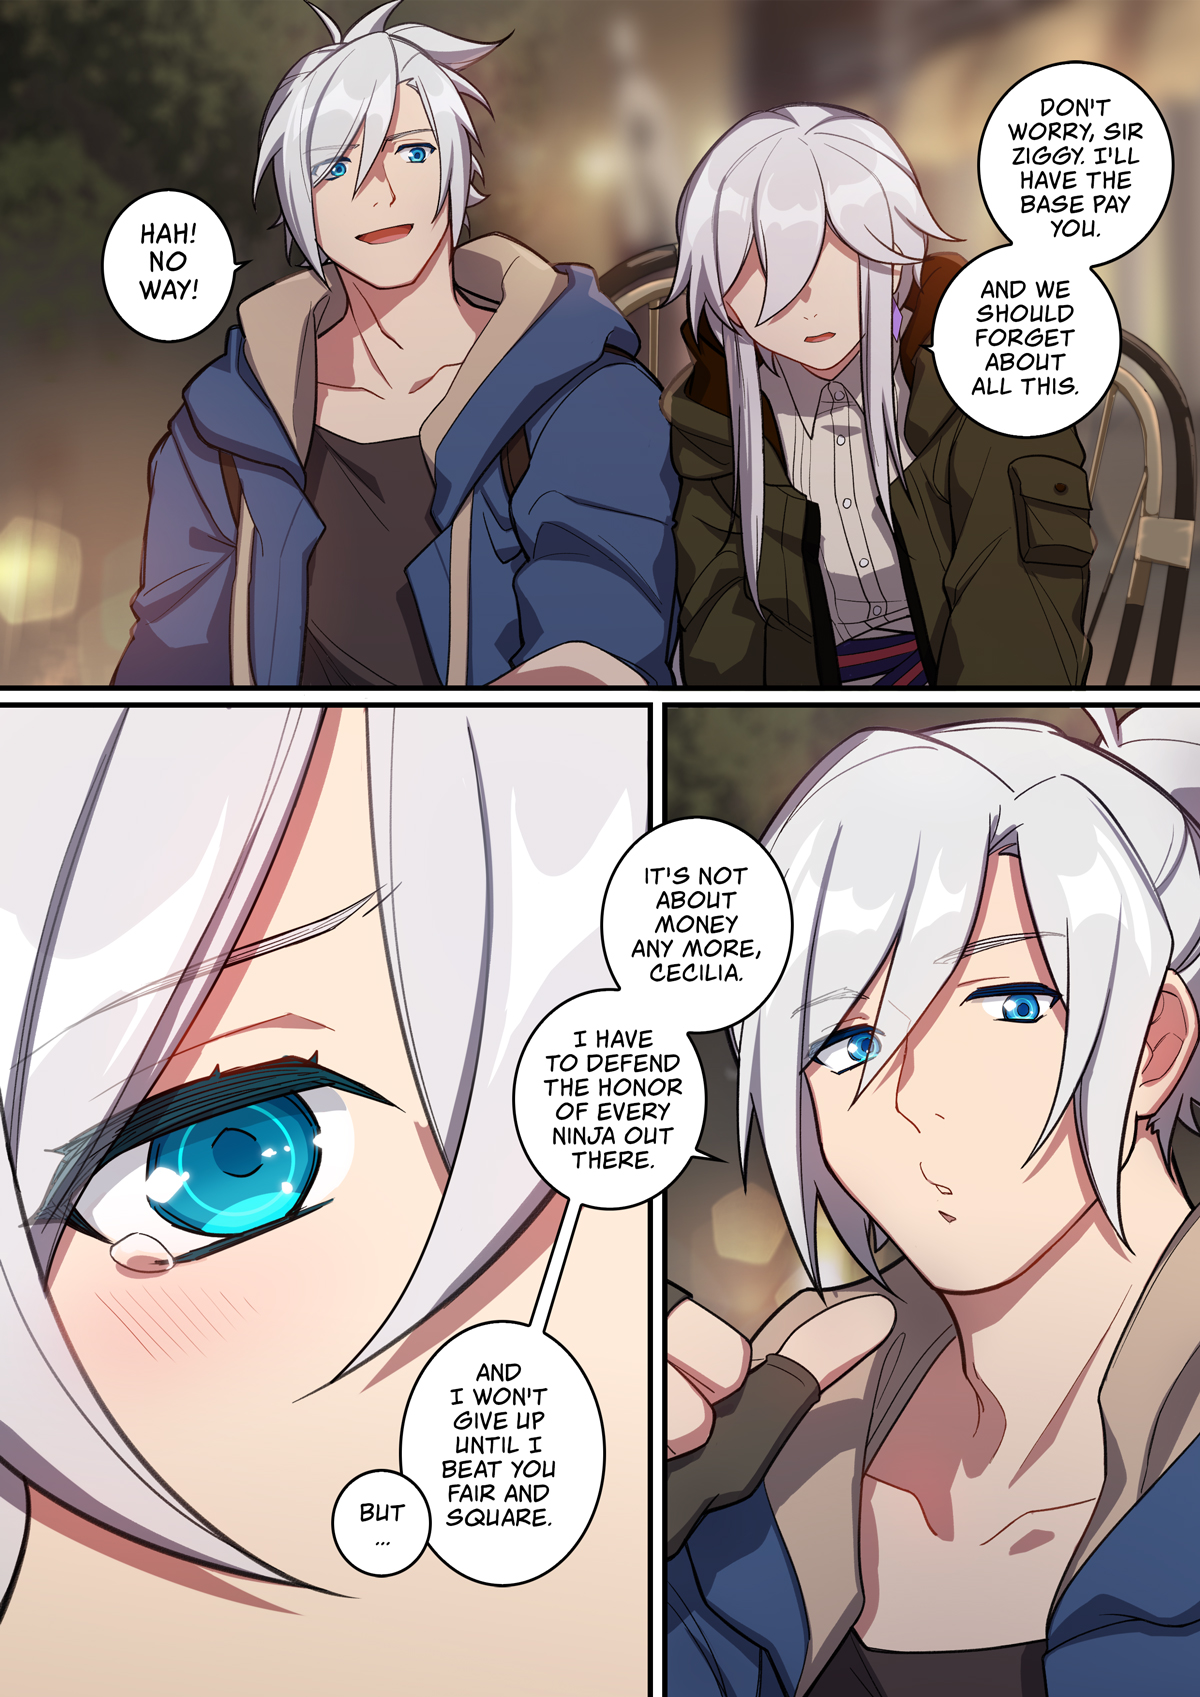 DON'T
WORRY, SIR
ZIGGY. I'LL
HAVE THE
BASE PAY
YOU.
AND WE
SHOULD
FORGET
ABOUT
ALL THIS.
HAH!
NO
WAY!
IT'S NOT
ABOUT
MONEY
ANY MORE,
CECILIA.
I HAVE
TO DEFEND
THE HONOR
OF EVERY
NINJA OUT
THERE.
AND
I WON'T
GIVE UP
UNTIL I
BEAT YOU
FAIR AND
SQUARE.
BUT
...